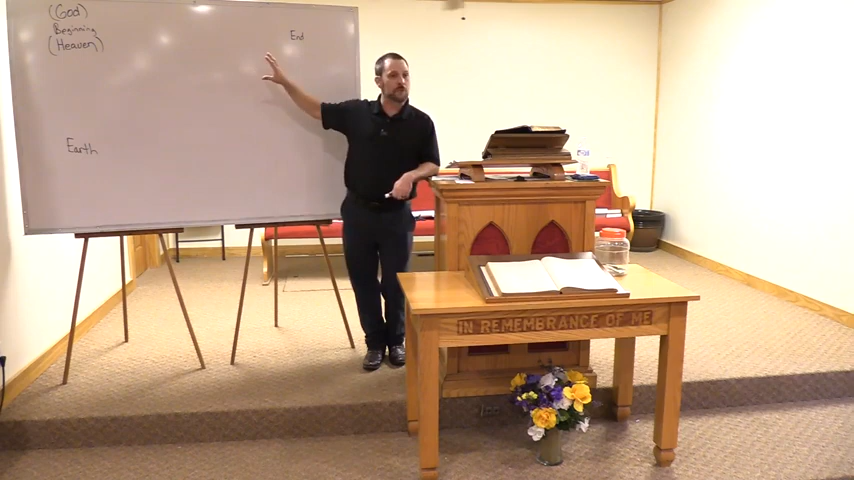 (God)
Beginning
(Heaven)
End
Earth
IN REMEMBRANCE OF ME